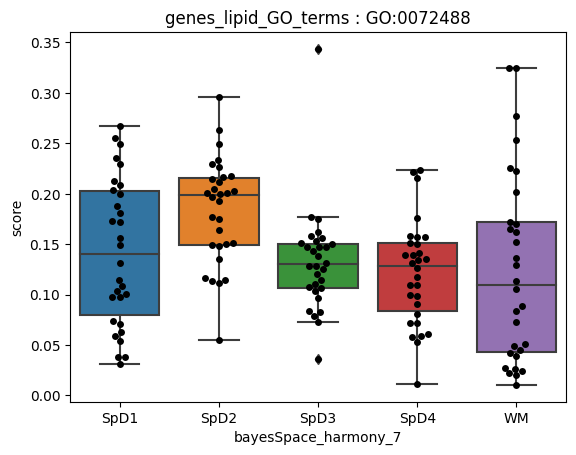 genes_lipid_GO_terms : GO:0072488
0.35
0.30
0.25
0.20
0.15
0.10
0.05
0.00
score
SpD1 SpD2 SpD3 SpD4 WM
bayesSpace_harmony_7